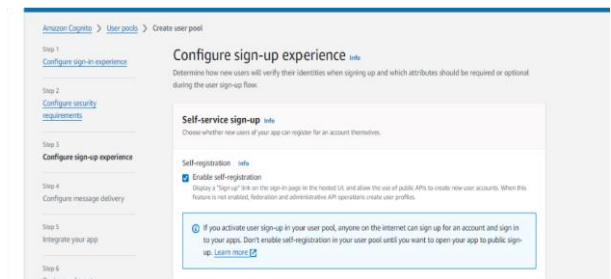 Amazon Cognito > User pools > Create user pool
Step 1
Configure sign-in experience
Step 2
Configure security
requirements
Step 3
Configure sign-up experience
Step 4
Configure message delivery
Step 5
Integrate your app
Step 6
Configure sign-up experience Info
Determine how new users will verify their identities when signing up and which attributes should be required or optional
during the user sign-up flow.
Self-service sign-up Info
Choose whether new users of your app can register for an account themselves.
Self-registration Info
Enable self-registration
Display a "Sign up" link on the sign-in page in the hosted UI, and allow the use of public APIs to create new user accounts. When this
feature is not enabled, federation and administrative API operations create user profiles.
If you activate user sign-up in your user pool, anyone on the internet can sign up for an account and sign in
to your apps. Don't enable self-registration in your user pool until you want to open your app to public sign-
up. Learn more